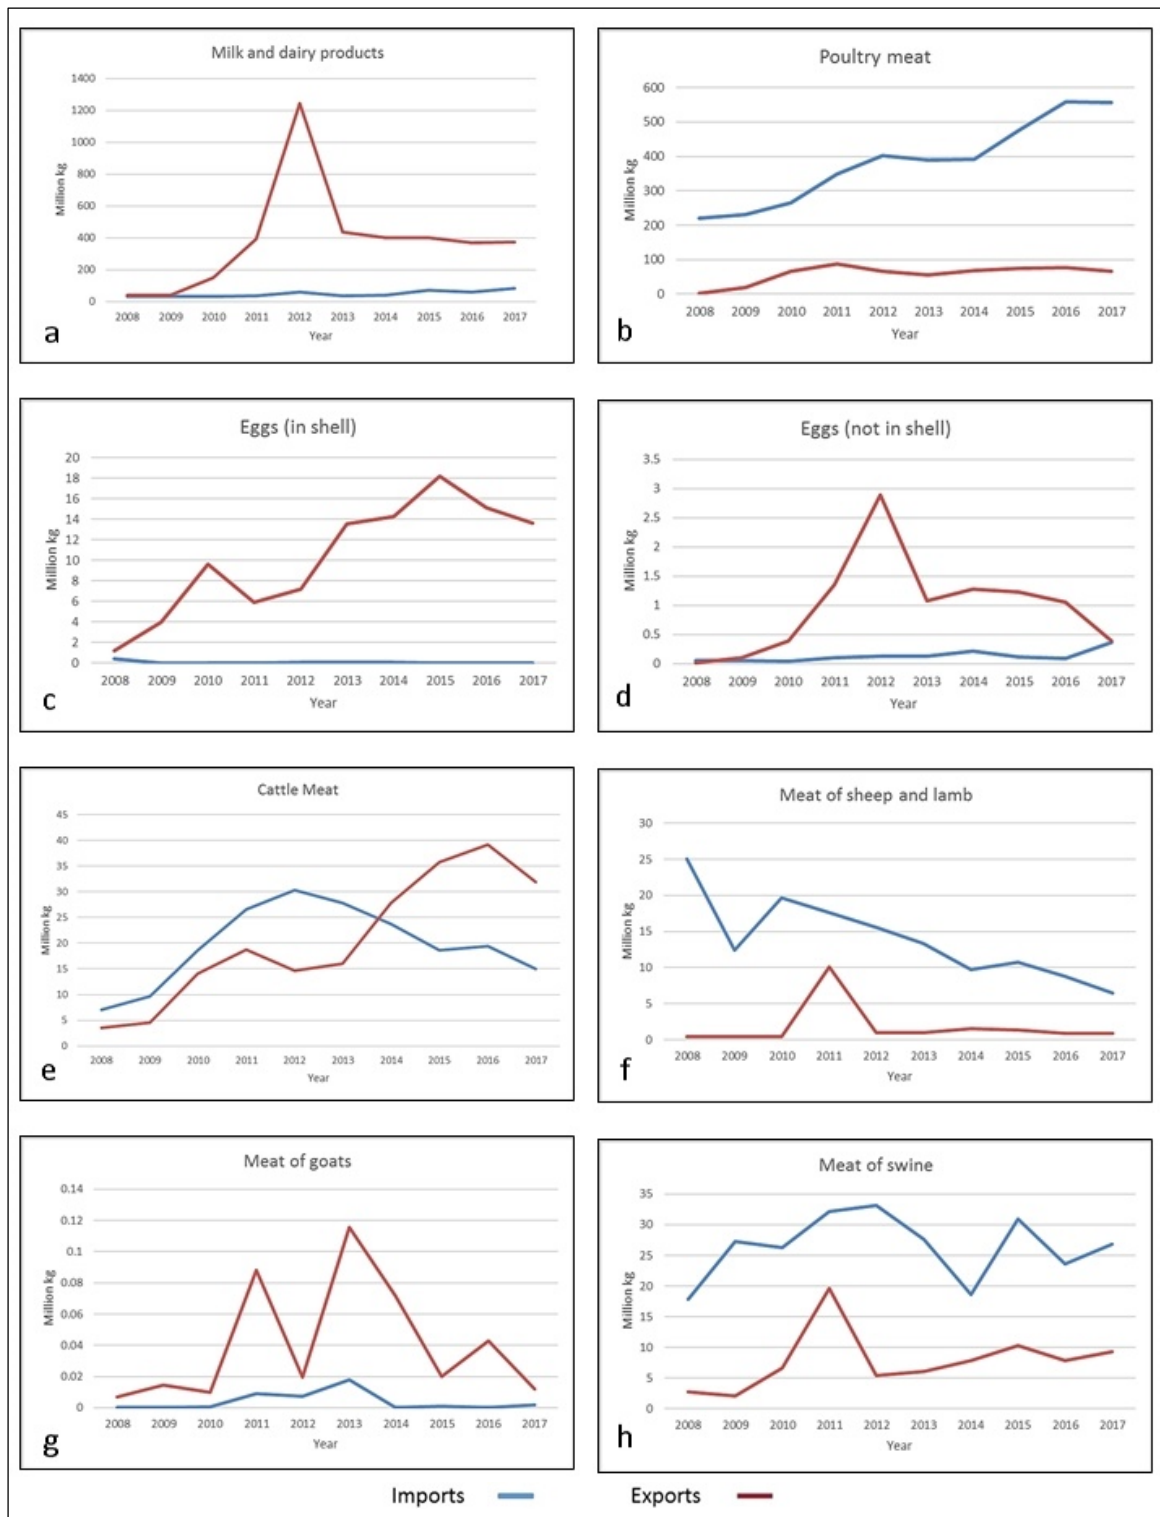 Milk and dairy products
1400
1200
1000
800
600
400
200
0
Million kg
2008 2009 2010 2011 2012 2013 2014 2015 2016 2017
Year
a
Poultry meat
600
500
400
300
200
100
0
Million kg
2008 2009 2010 2011 2012 2013 2014 2015 2016 2017
Year
b
Eggs (in shell)
20
18
16
14
12
10
8
6
4
2
0
Million kg
2008 2009 2010 2011 2012 2013 2014 2015 2016 2017
Year
c
Eggs (not in shell)
3.5
3
2.5
2
1.5
1
0.5
0
Million kg
2008 2009 2010 2011 2012 2013 2014 2015 2016 2017
Year
d
Cattle Meat
45
40
35
30
25
20
15
10
5
0
Million kg
2008 2009 2010 2011 2012 2013 2014 2015 2016 2017
Year
e
Meat of sheep and lamb
30
25
20
15
10
5
0
Million kg
2008 2009 2010 2011 2012 2013 2014 2015 2016 2017
Year
f
Meat of goats
0.14
0.12
0.1
0.08
0.06
0.04
0.02
0
Million kg
2008 2009 2010 2011 2012 2013 2014 2015 2016 2017
Year
g
Meat of swine
35
30
25
20
15
10
5
0
Million kg
2008 2009 2010 2011 2012 2013 2014 2015 2016 2017
Year
h
Imports Exports